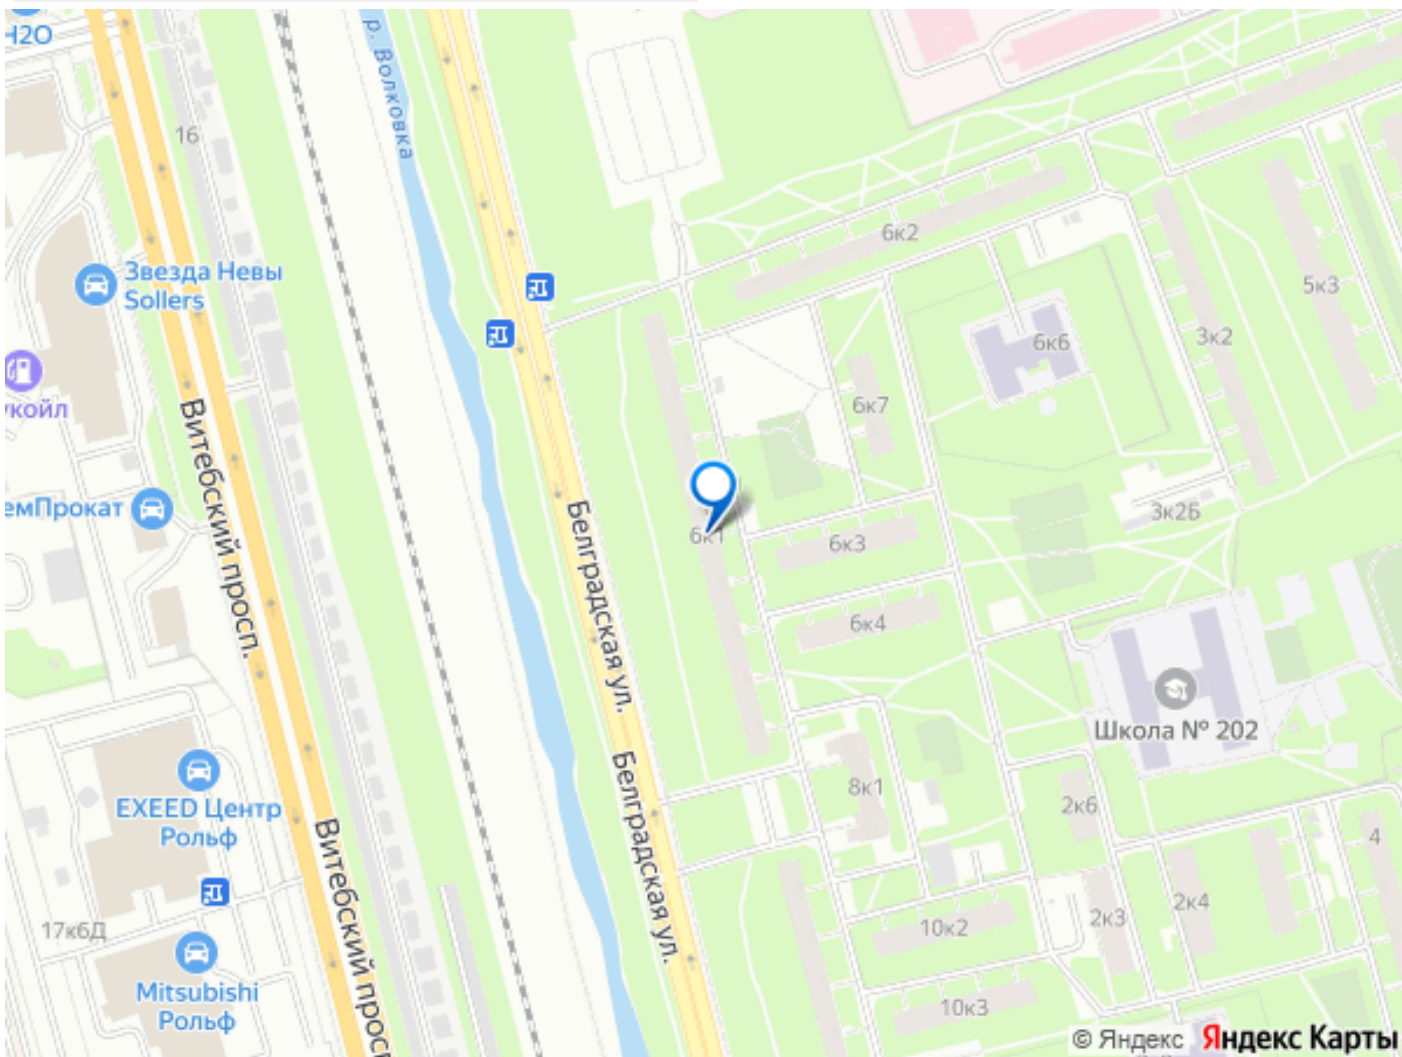 Н2О
р. Волковка
16
Звезда Невы
Sollers
укойл
Витебский просп.
емПрокат
6к2
6к6
5к3
3к2
6к7
6к1
6к3
3к2Б
Белградская ул.
6к4
Школа № 202
8к1
2к6
4
EXEED Центр
Рольф
Витебский просп
Белградская ул.
17к6Д
10к2
2к3
2к4
Mitsubishi
Рольф
10к3
© Яндекс Яндекс Карты